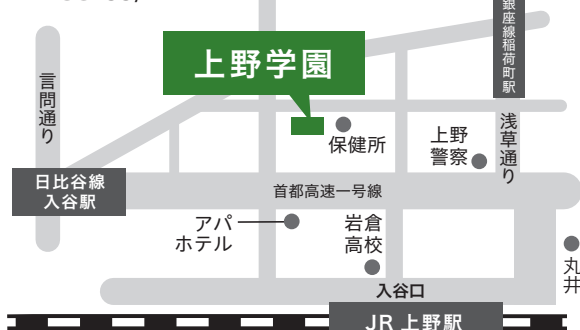 銀座線稲荷町駅
上野学園
言問通り
保健所
上野
警察
浅草通り
日比谷線
入谷駅
首都高速一号線
アパ
ホテル
岩倉
高校
丸井
入谷口
JR 上野駅